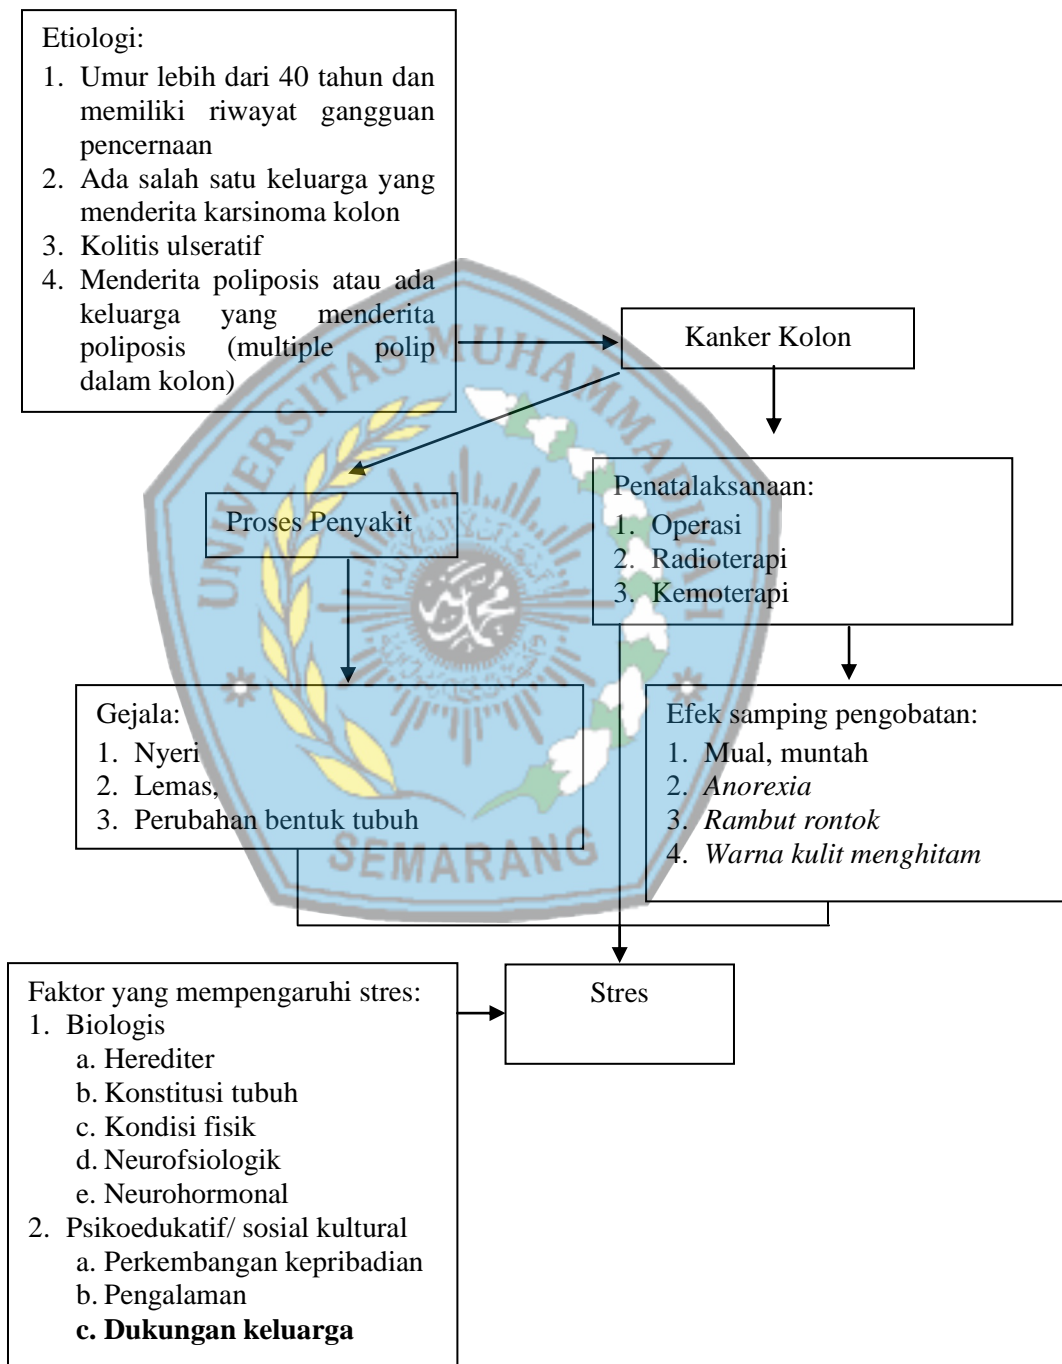 Etiologi:
1. Umur lebih dari 40 tahun dan
memiliki riwayat gangguan
pencernaan
2. Ada salah satu keluarga yang
menderita karsinoma kolon
3. Kolitis ulseratif
4. Menderita poliposis atau ada
keluarga yang menderita
poliposis (multiple polip
dalam kolon)
Kanker Kolon
UNIVERSITAS MUHAMMADIYAH
SEMARANG
Proses Penyakit
Penatalaksanaan:
1. Operasi
2. Radioterapi
3. Kemoterapi
Gejala:
1. Nyeri
2. Lemas,
3. Perubahan bentuk tubuh
Efek samping pengobatan:
1. Mual, muntah
2. Anorexia
3. Rambut rontok
4. Warna kulit menghitam
Faktor yang mempengaruhi stres:
1. Biologis
a. Herediter
b. Konstitusi tubuh
c. Kondisi fisik
d. Neurofsiologik
e. Neurohormonal
2. Psikoedukatif/ sosial kultural
a. Perkembangan kepribadian
b. Pengalaman
c. Dukungan keluarga
Stres